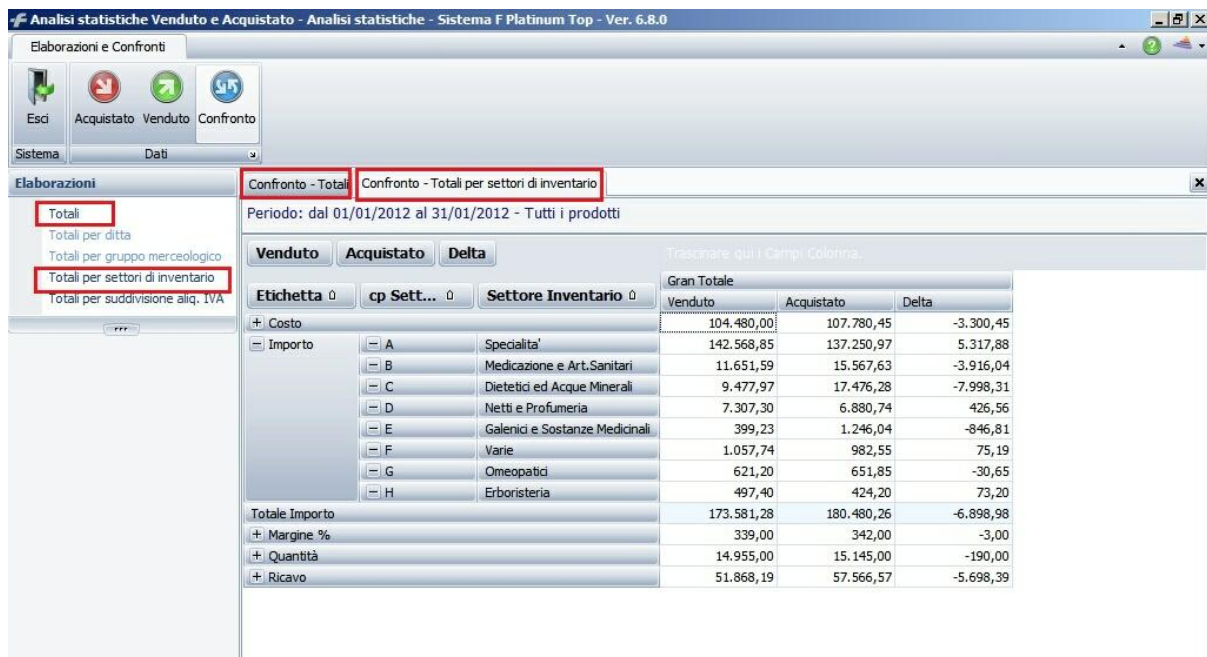 Analisi statistiche Venduto e Acquistato - Analisi statistiche - Sistema F Platinum Top - Ver. 6.8.0
Elaborazioni e Confronti
Esci Acquistato Venduto Confronto
Sistema Dati
Elaborazioni
Totali
Totali per ditta
Totali per gruppo merceologico
Totali per settori di inventario
Totali per suddivisione aliq. IVA
Confronto - Totali Confronto - Totali per settori di inventario
Periodo: dal 01/01/2012 al 31/01/2012 - Tutti i prodotti
Venduto Acquistato Delta Trascinare qui i Campi Colonna.
Gran Totale
Etichetta cp Sett... Settore Inventario Venduto Acquistato Delta
+ Costo 104.480,00 107.780,45 -3.300,45
− Importo − A Specialita' 142.568,85 137.250,97 5.317,88
− B Medicazione e Art.Sanitari 11.651,59 15.567,63 -3.916,04
− C Dietetici ed Acque Minerali 9.477,97 17.476,28 -7.998,31
− D Netti e Profumeria 7.307,30 6.880,74 426,56
− E Galenici e Sostanze Medicinali 399,23 1.246,04 -846,81
− F Varie 1.057,74 982,55 75,19
− G Omeopatici 621,20 651,85 -30,65
− H Erboristeria 497,40 424,20 73,20
Totale Importo 173.581,28 180.480,26 -6.898,98
+ Margine % 339,00 342,00 -3,00
+ Quantità 14.955,00 15.145,00 -190,00
+ Ricavo 51.868,19 57.566,57 -5.698,39